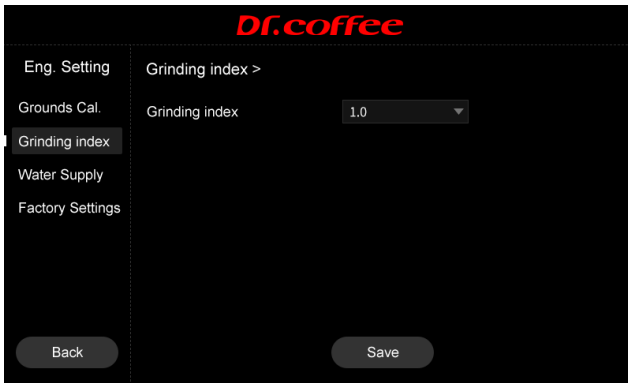 Dr.coffee
Eng. Setting
Grounds Cal.
Grinding index
Water Supply
Factory Settings
Back
Grinding index >
Grinding index 1.0
Save